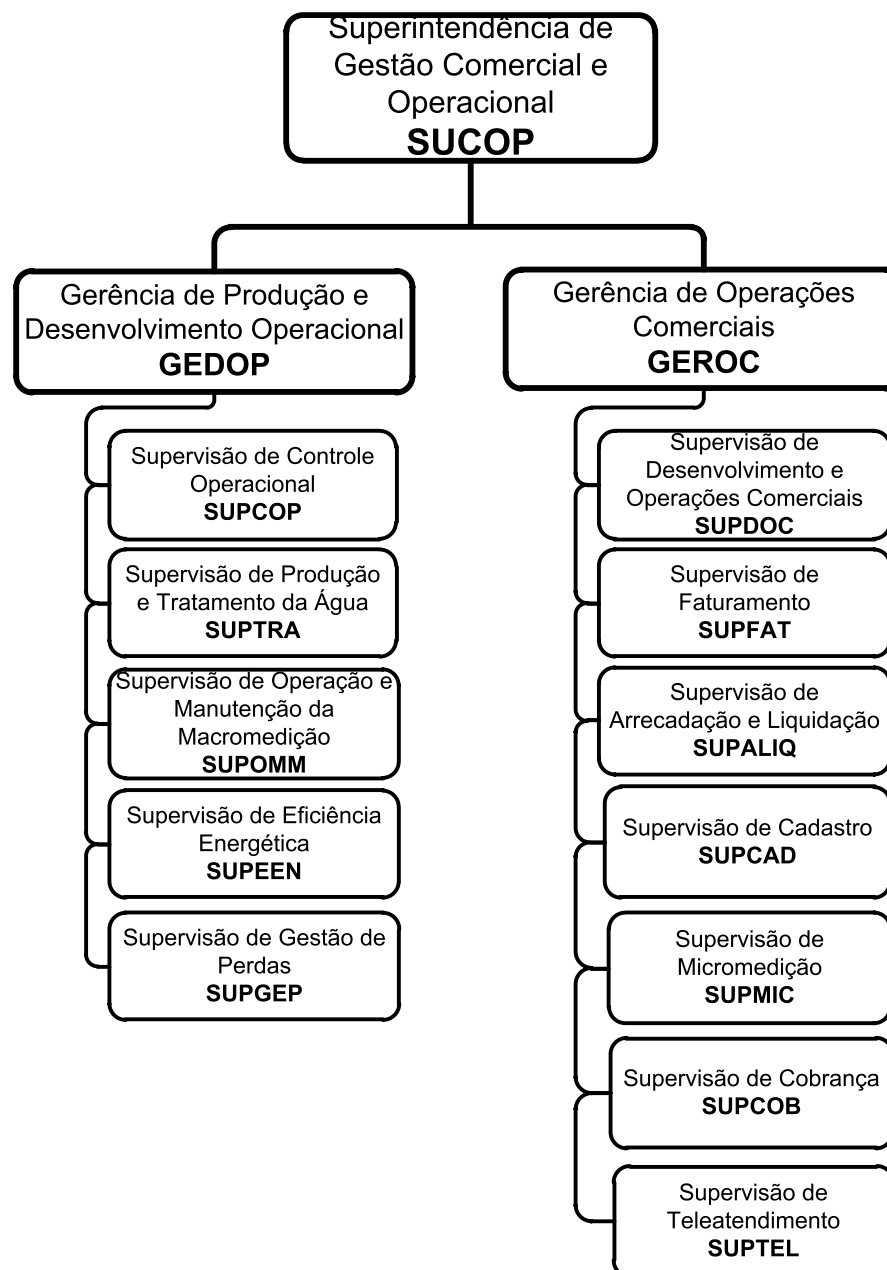 Superintendência de
Gestão Comercial e
Operacional
SUCOP
Gerência de Produção e
Desenvolvimento Operacional
GEDOP
Gerência de Operações
Comerciais
GEROC
Supervisão de Controle
Operacional
SUPCOP
Supervisão de Produção
e Tratamento da Água
SUPTRA
Supervisão de Operação e
Manutenção da
Macromedição
SUPOMM
Supervisão de Eficiência
Energética
SUPEEN
Supervisão de Gestão de
Perdas
SUPGEP
Supervisão de
Desenvolvimento e
Operações Comerciais
SUPDOC
Supervisão de
Faturamento
SUPFAT
Supervisão de
Arrecadação e Liquidação
SUPALIQ
Supervisão de Cadastro
SUPCAD
Supervisão de
Micromedição
SUPMIC
Supervisão de Cobrança
SUPCOB
Supervisão de
Teleatendimento
SUPTEL